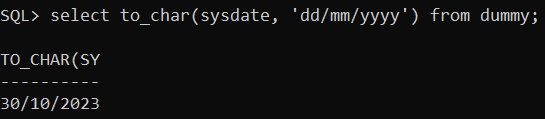 SQL> select to_char(sysdate, 'dd/mm/yyyy') from dummy;
TO_CHAR(SY
----------
30/10/2023